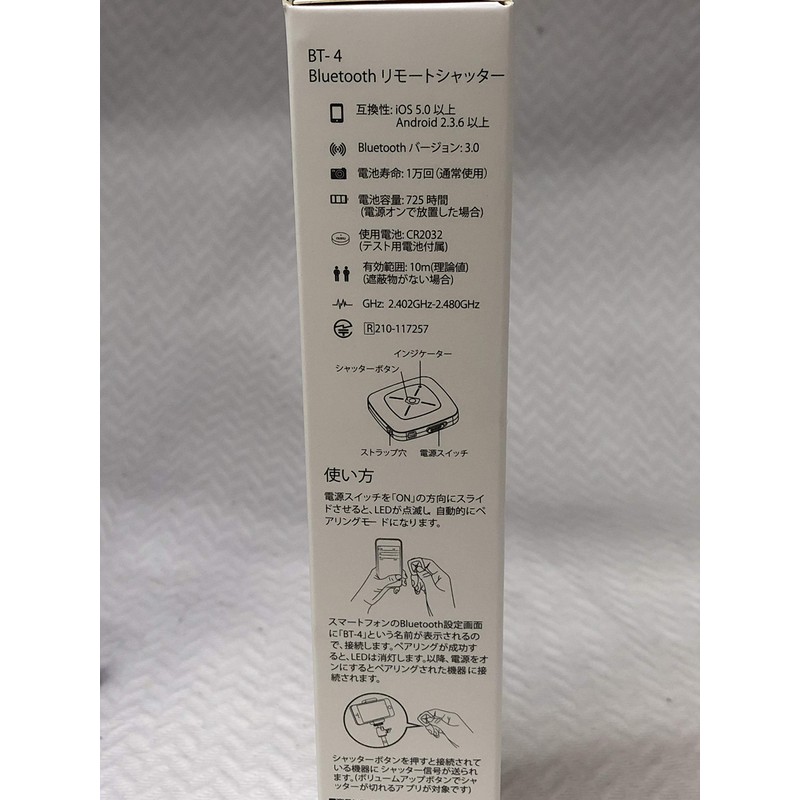 BT- 4
Bluetooth リモートシャッター
互換性: iOS 5.0 以上
Android 2.3.6 以上
Bluetooth バージョン: 3.0
電池寿命: 1万回（通常使用）
電池容量: 725 時間
(電源オンで放置した場合)
使用電池: CR2032
(テスト用電池付属)
有効範囲: 10m(理論値)
(遮蔽物がない場合)
GHz: 2.402GHz-2.480GHz
R210-117257
インジケーター
シャッターボタン
ストラップ穴 電源スイッチ
使い方
電源スイッチを「ON」の方向にスライ
ドさせると、LEDが点滅し 自動的にペ
アリングモードになります。
スマートフォンのBluetooth設定画面
に「BT-4」という名前が表示されるの
で、接続します。ペアリングが成功す
ると、LEDは消灯します。以降、電源をオ
ンにするとペアリングされた機器に接
続されます。
シャッターボタンを押すと接続されて
いる機器に シャッター信号が送られ
ます。(ボリュームアップボタンでシャ
ッターが切れるアプリが対象です)